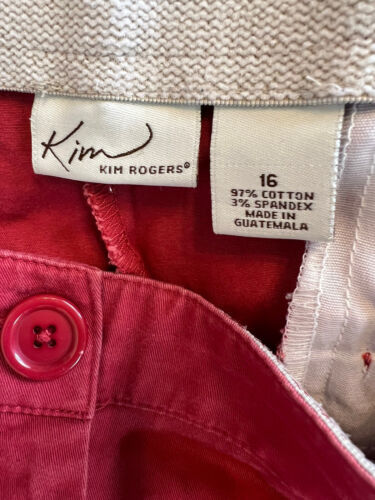 Kim
KIM ROGERS®
16
97% COTTON
3% SPANDEX
MADE IN
GUATEMALA